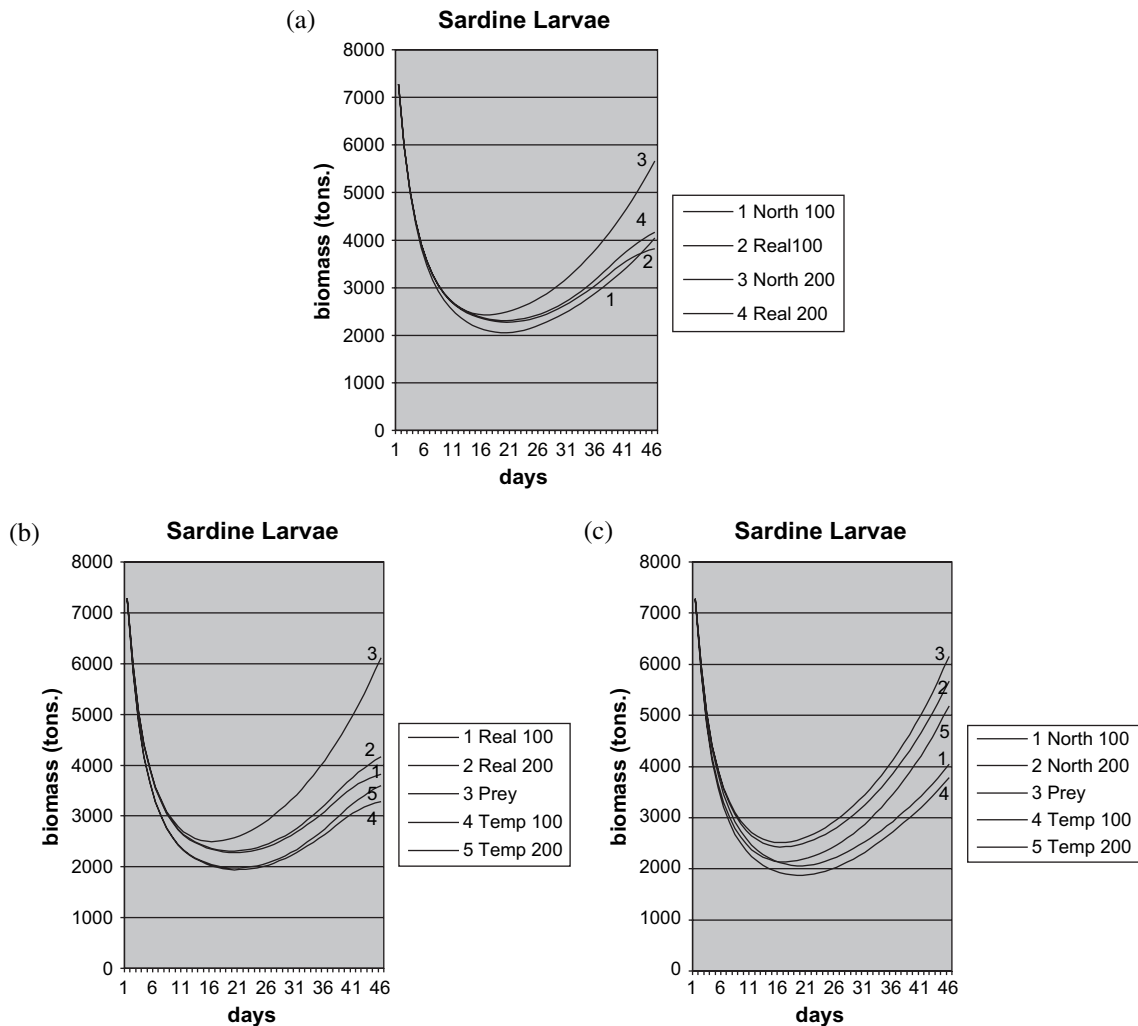 (a)
Sardine Larvae
biomass (tons.)
8000
7000
6000
5000
4000
3000
2000
1000
0
3
4
2
1
1 6 11 16 21 26 31 36 41 46
days
1 North 100
2 Real100
3 North 200
4 Real 200
(b)
Sardine Larvae
biomass (tons.)
8000
7000
6000
5000
4000
3000
2000
1000
0
3
2
1
5
4
1 6 11 16 21 26 31 36 41 46
days
1 Real 100
2 Real 200
3 Prey
4 Temp 100
5 Temp 200
(c)
Sardine Larvae
biomass (tons.)
8000
7000
6000
5000
4000
3000
2000
1000
0
3
2
5
1
4
1 6 11 16 21 26 31 36 41 46
days
1 North 100
2 North 200
3 Prey
4 Temp 100
5 Temp 200